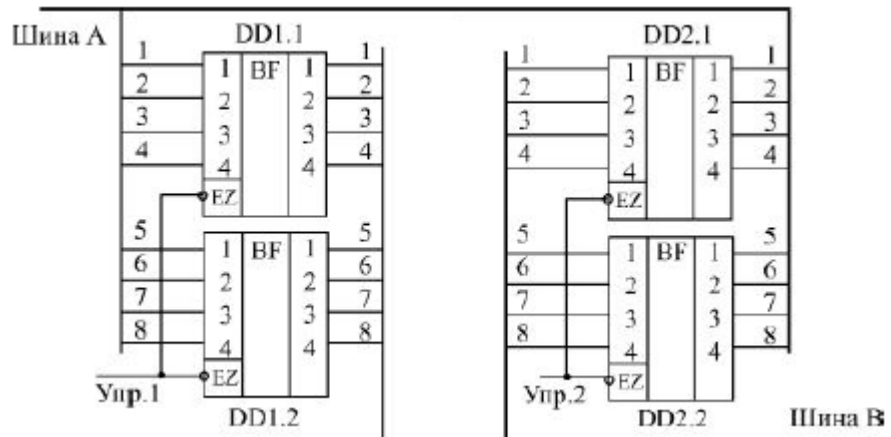 Шина А
DD1.1
DD2.1
1 1 BF 1 1
2 2 2 2
3 3 3 3
4 4 4 4
EZ
5 1 BF 1 5
6 2 2 6
7 3 3 7
8 4 4 8
EZ
Упр.1
DD1.2
1 1 BF 1 1
2 2 2 2
3 3 3 3
4 4 4 4
EZ
5 1 BF 1 5
6 2 2 6
7 3 3 7
8 4 4 8
EZ
Упр.2
DD2.2
Шина В